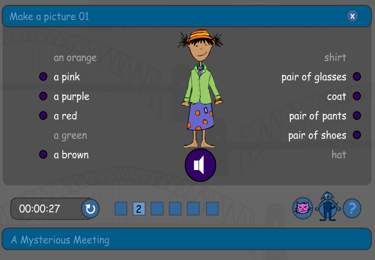 Make a picture 01
x
an orange shirt
a pink pair of glasses
a purple coat
a red pair of pants
a green pair of shoes
a brown hat
00:00:27 2 ?
A Mysterious Meeting